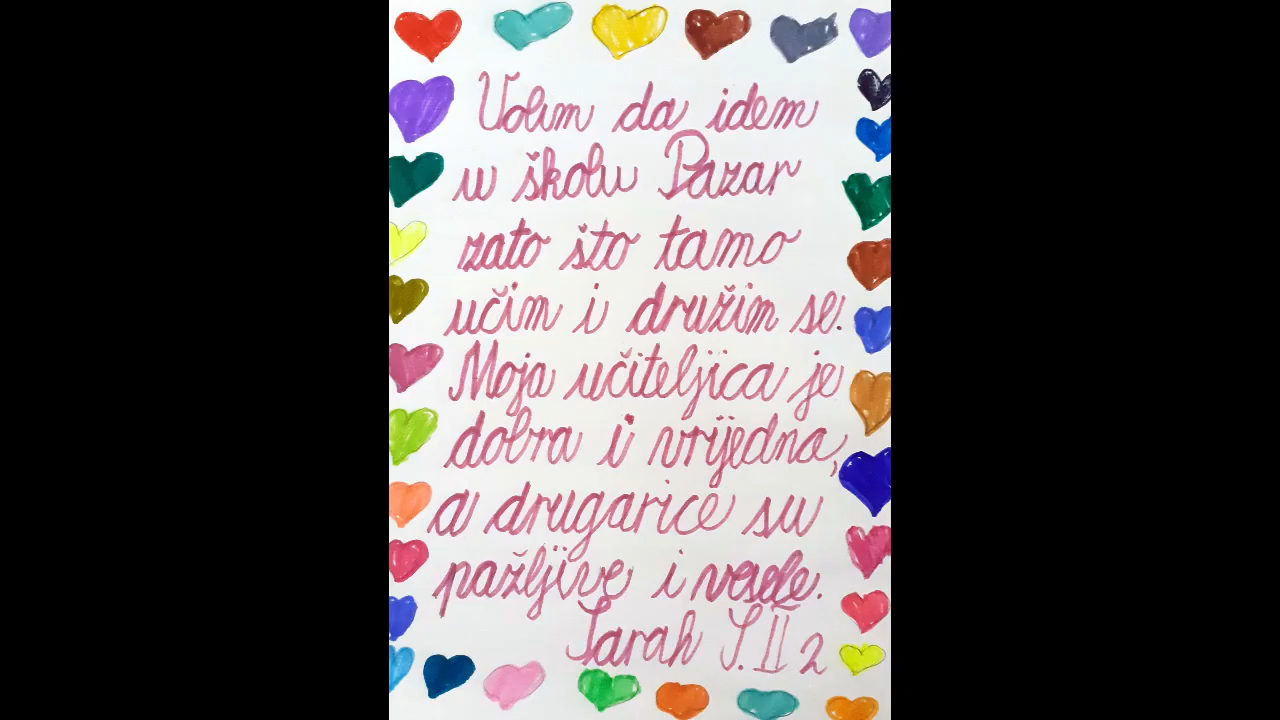 Volim da idem
u školu Pazar
zato što tamo
učim i družim se.
Moja učiteljica je
dobra i vrijedna,
a drugarice su
pažljive i vesele.
Sarah S. II 2